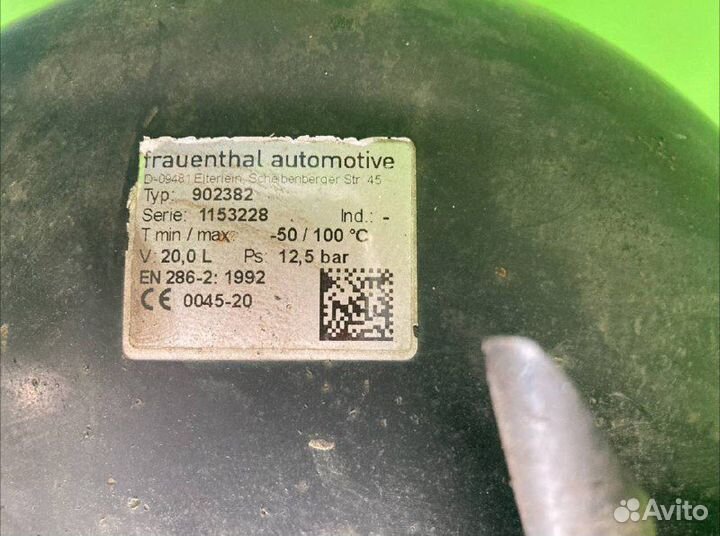 frauenthal automotive
D-09481 Elterlein, Scheibenberger Str. 45
Typ: 902382
Serie: 1153228 Ind.: -
T min / max: -50 / 100 °C
V: 20,0 L Ps: 12,5 bar
EN 286-2: 1992
CE 0045-20
Avito